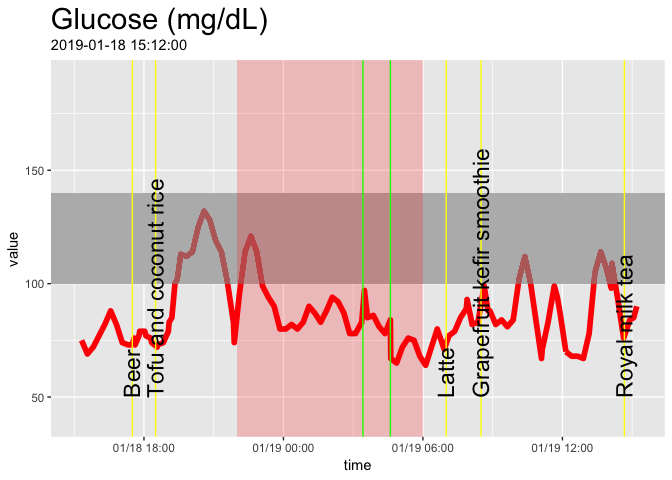 Glucose (mg/dL)
2019-01-18 15:12:00
150
100
50
value
Beer
Tofu and coconut rice
Latte
Grapefruit kefir smoothie
Royal milk tea
01/18 18:00
01/19 00:00
01/19 06:00
01/19 12:00
time